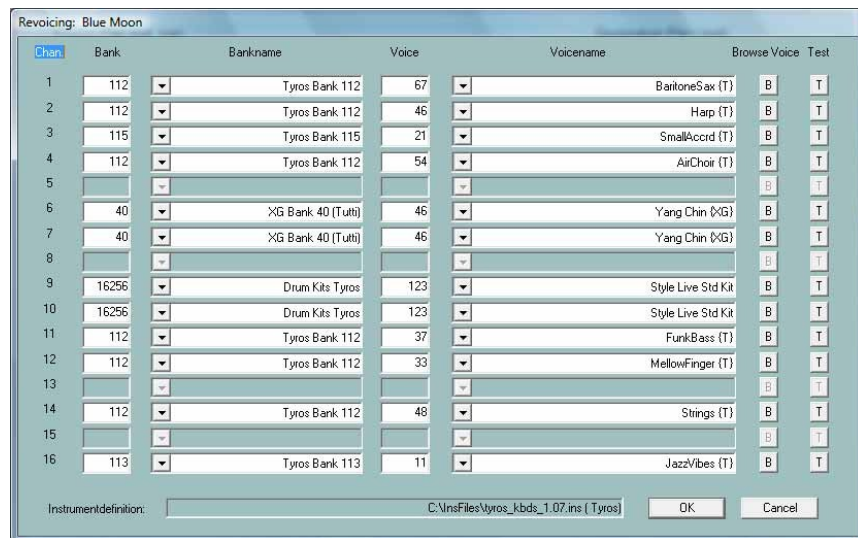 Revoicing: Blue Moon
Chan. Bank Bankname Voice Voicename Browse Voice Test
1 112 Tyros Bank 112 67 BaritoneSax {T} B T
2 112 Tyros Bank 112 46 Harp {T} B T
3 115 Tyros Bank 115 21 SmallAccrd {T} B T
4 112 Tyros Bank 112 54 AirChoir {T} B T
5 B T
6 40 XG Bank 40 (Tutti) 46 Yang Chin {XG} B T
7 40 XG Bank 40 (Tutti) 46 Yang Chin {XG} B T
8 B T
9 16256 Drum Kits Tyros 123 Style Live Std Kit B T
10 16256 Drum Kits Tyros 123 Style Live Std Kit B T
11 112 Tyros Bank 112 37 FunkBass {T} B T
12 112 Tyros Bank 112 33 MellowFinger {T} B T
13 B T
14 112 Tyros Bank 112 48 Strings {T} B T
15 B T
16 113 Tyros Bank 113 11 JazzVibes {T} B T
Instrumentdefinition: C:\InsFiles\tyros_kbds_1.07.ins ( Tyros) OK Cancel